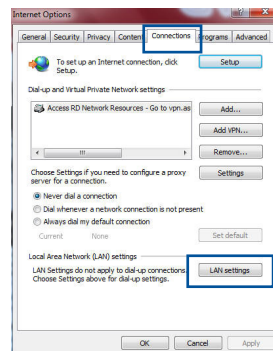 Internet Options
General Security Privacy Content Connections Programs Advanced
To set up an Internet connection, click
Setup.
Setup
Dial-up and Virtual Private Network settings
Access RD Network Resources - Go to vpn.as
Add...
Add VPN...
Remove...
Choose Settings if you need to configure a proxy
server for a connection.
Settings
Never dial a connection
Dial whenever a network connection is not present
Always dial my default connection
Current None
Set default
Local Area Network (LAN) settings
LAN Settings do not apply to dial-up connections.
Choose Settings above for dial-up settings.
LAN settings
OK Cancel Apply